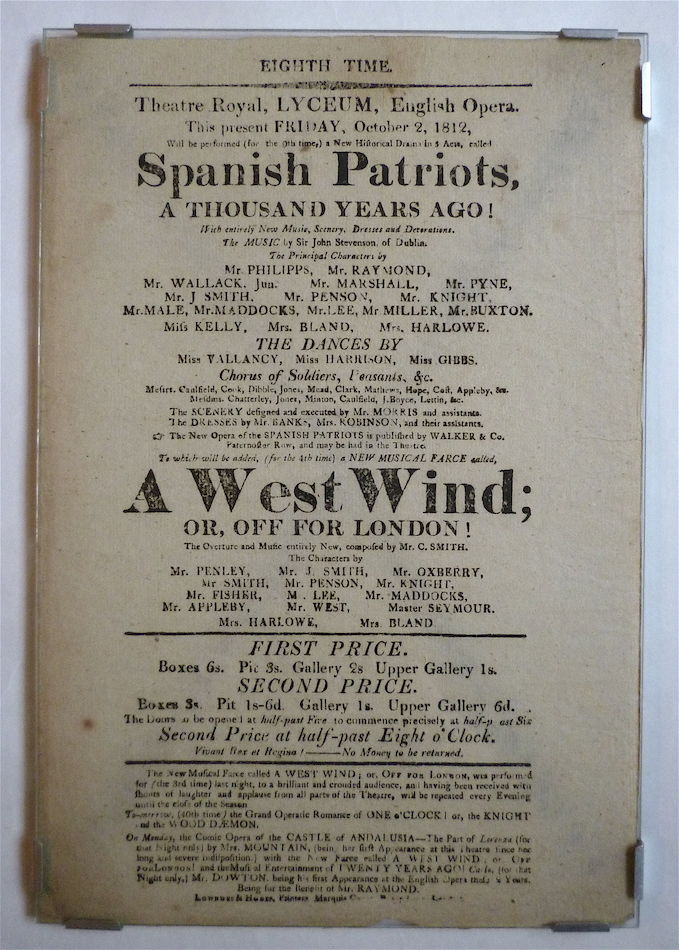 EIGHTH TIME.
Theatre Royal, LYCEUM, English Opera.
This present FRIDAY, October 2, 1812,
Will be performed (for the 9th time,) a New Historical Drama in 3 Acts, called
Spanish Patriots,
A THOUSAND YEARS AGO!
With entirely New Music, Scenery, Dresses and Decorations.
The MUSIC by Sir John Stevenson, of Dublin.
The Principal Characters by
Mr. PHILIPPS, Mr. RAYMOND,
Mr. WALLACK, Jun. Mr. MARSHALL, Mr. PYNE,
Mr. J SMITH, Mr. PENSON, Mr. KNIGHT,
Mr. MALE, Mr. MADDOCKS, Mr. LEE, Mr MILLER, Mr. BUXTON.
Miss KELLY, Mrs. BLAND, Mrs. HARLOWE.
THE DANCES BY
Miss VALLANCY, Miss HARRISON, Miss GIBBS.
Chorus of Soldiers, Peasants, &c.
Messrs. Caulfield, Cook, Dibble, Jones, Mead, Clark, Mathews, Hope, Coft, Appleby, &c.
Mesdms. Chatterley, Jones, Minton, Caulfield, J. Boyce, Lettin, &c.
The SCENERY designed and executed by Mr. MORRIS and assistants.
The DRESSES by Mr. BANKS, Mrs. ROBINSON, and their assistants.
☞ The New Opera of the SPANISH PATRIOTS is published by WALKER & Co.
Paternoster Row, and may be had in the Theatre.
To which will be added, (for the 4th time) a NEW MUSICAL FARCE called,
A West Wind;
OR, OFF FOR LONDON!
The Overture and Music entirely New, composed by Mr. C. SMITH.
The Characters by
Mr. PENLEY, Mr. J. SMITH, Mr. OXBERRY,
Mr SMITH, Mr. PENSON, Mr. KNIGHT,
Mr. FISHER, M . LEE, Mr. MADDOCKS,
Mr. APPLEBY, Mr. WEST, Master SEYMOUR.
Mrs. HARLOWE, Mrs. BLAND
FIRST PRICE.
Boxes 6s. Pit 3s. Gallery 2s Upper Gallery 1s.
SECOND PRICE.
Boxes 3s. Pit 1s-6d. Gallery 1s. Upper Gallery 6d.
The Doors to be opened at half-past Five to commence precisely at half-past Six
Second Price at half-past Eight o'Clock.
Vivant Rex et Regina!——No Money to be returned.
The New Musical Farce called A WEST WIND; or, OFF FOR LONDON, was performed
for (the 3rd time) last night, to a brilliant and crouded audience, and having been received with
shouts of laughter and applause from all parts of the Theatre, will be repeated every Evening
until the close of the Season
To-morrow, (40th time) the Grand Operatic Romance of ONE o'CLOCK! or, the KNIGHT
and the WOOD DÆMON.
On Monday, the Comic Opera of the CASTLE of ANDALUSIA—The Part of Lorenza (for
that Night only) by Mrs. MOUNTAIN, (being her first Appearance at this Theatre since her
long and severe indisposition.) with the New Farce called A WEST WIND; or, OFF
FOR LONDON! and the Musical Entertainment of TWENTY YEARS AGO! (for that
Night only,) Mr. DOWTON, being his first Appearance at the English Opera these Years.
Being for the Benefit of Mr. RAYMOND.
Printers Marquis